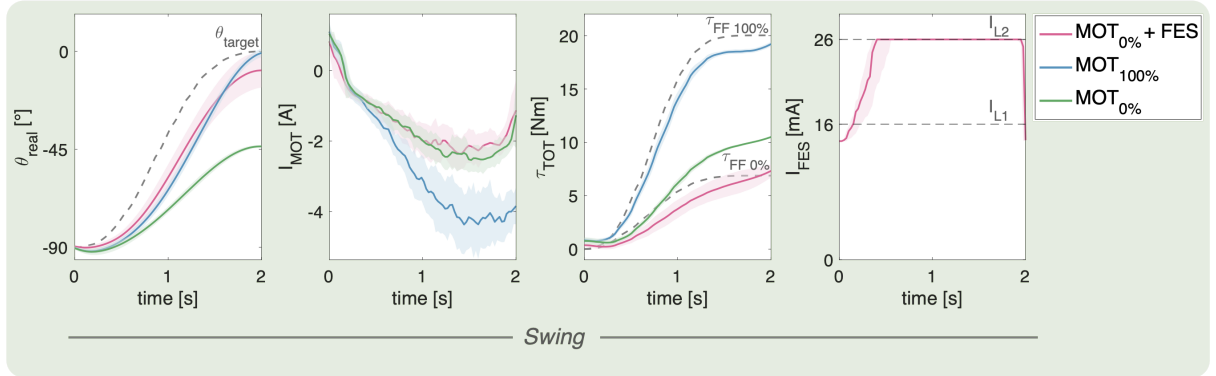 θtarget
0
-45
-90
θreal [°]
0 1 2
time [s]
0
-2
-4
IMOT [A]
0 1 2
time [s]
τFF 100%
20
15
10
5
0
τFF 0%
τTOT [Nm]
0 1 2
time [s]
IL2
26
IL1
16
0
IFES [mA]
0 1 2
time [s]
MOT0% + FES
MOT100%
MOT0%
Swing